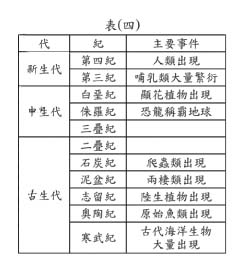 表(四)
代 紀 主要事件
新生代 第四紀 人類出現
第三紀 哺乳類大量繁衍
中生代 白堊紀 顯花植物出現
侏羅紀 恐龍稱霸地球
三疊紀
古生代 二疊紀
石炭紀 爬蟲類出現
泥盆紀 兩棲類出現
志留紀 陸生植物出現
奧陶紀 原始魚類出現
寒武紀 古代海洋生物
大量出現